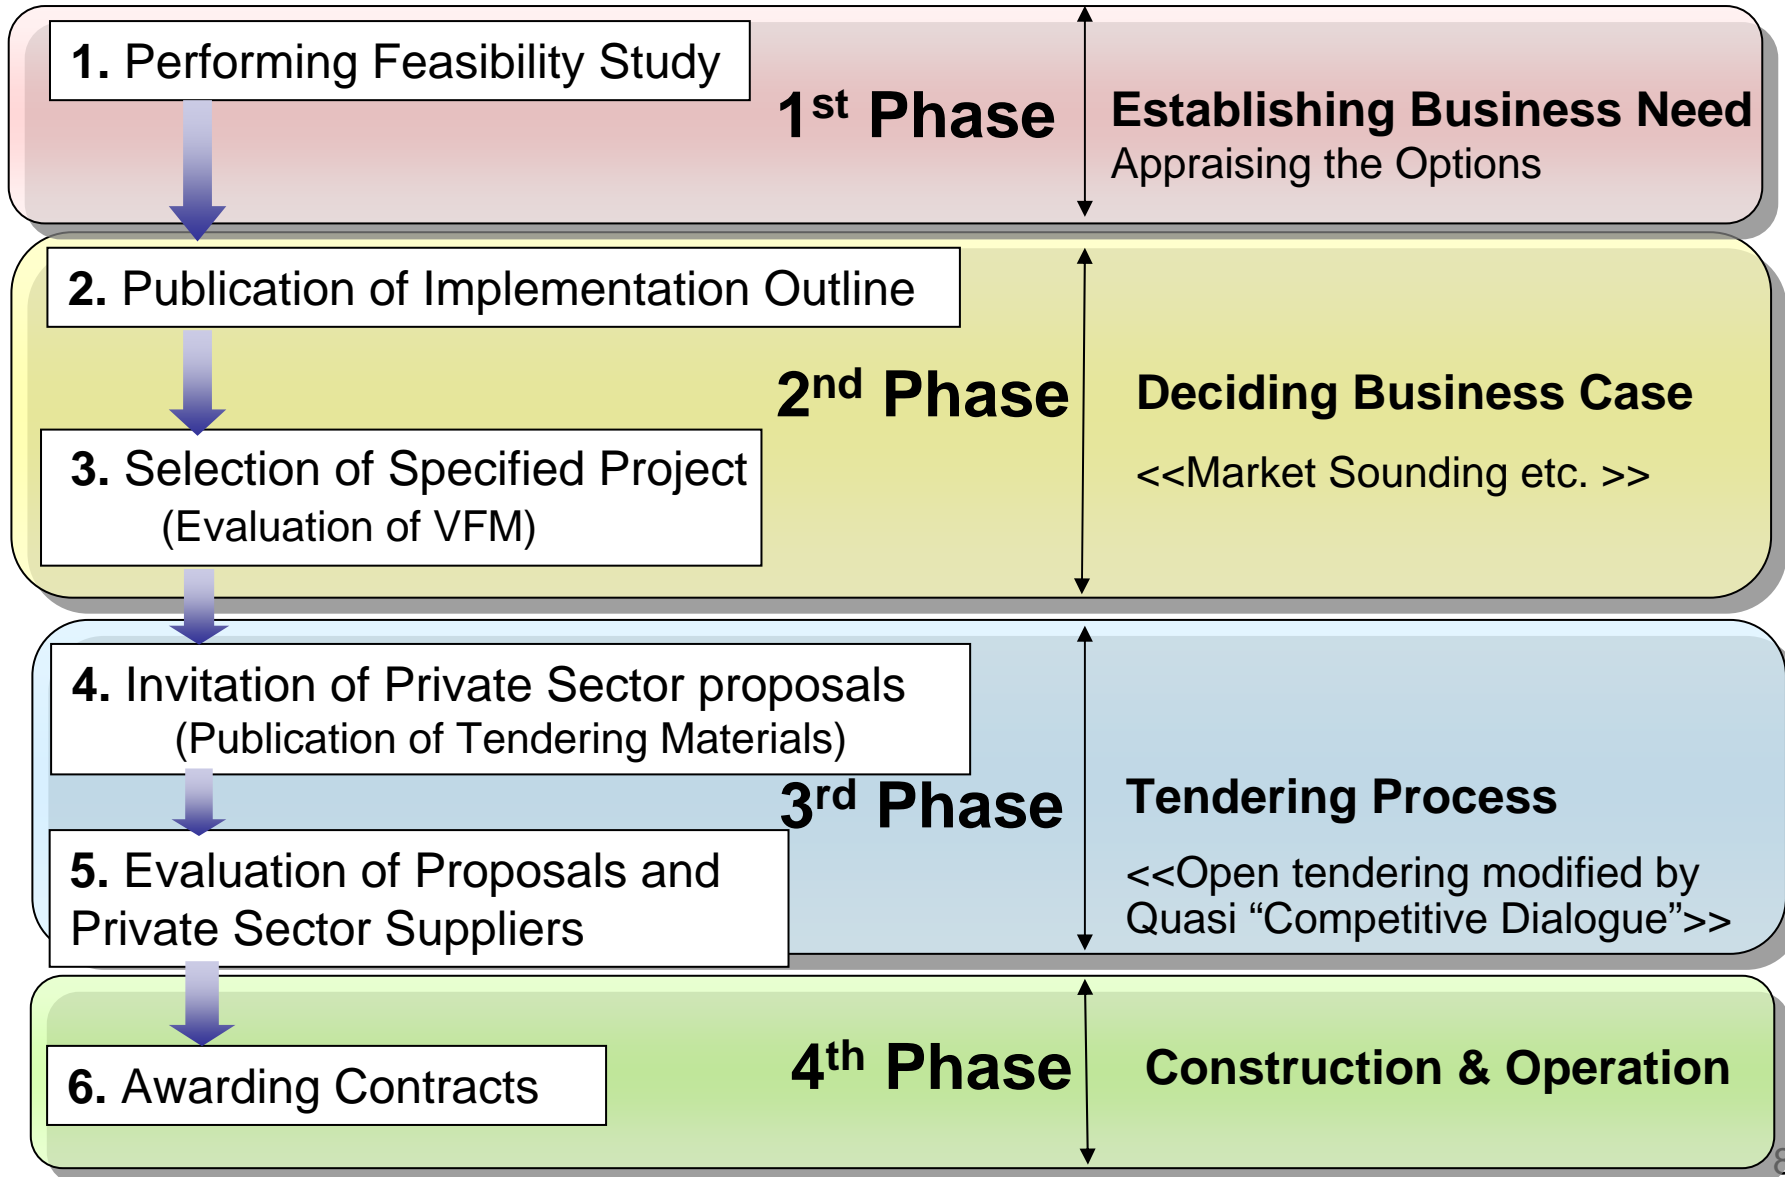 1. Performing Feasibility Study
1st Phase
Establishing Business Need
Appraising the Options
2. Publication of Implementation Outline
2nd Phase
Deciding Business Case
<<Market Sounding etc. >>
3. Selection of Specified Project
(Evaluation of VFM)
4. Invitation of Private Sector proposals
(Publication of Tendering Materials)
3rd Phase
Tendering Process
<<Open tendering modified by
Quasi “Competitive Dialogue”>>
5. Evaluation of Proposals and
Private Sector Suppliers
6. Awarding Contracts
4th Phase
Construction & Operation